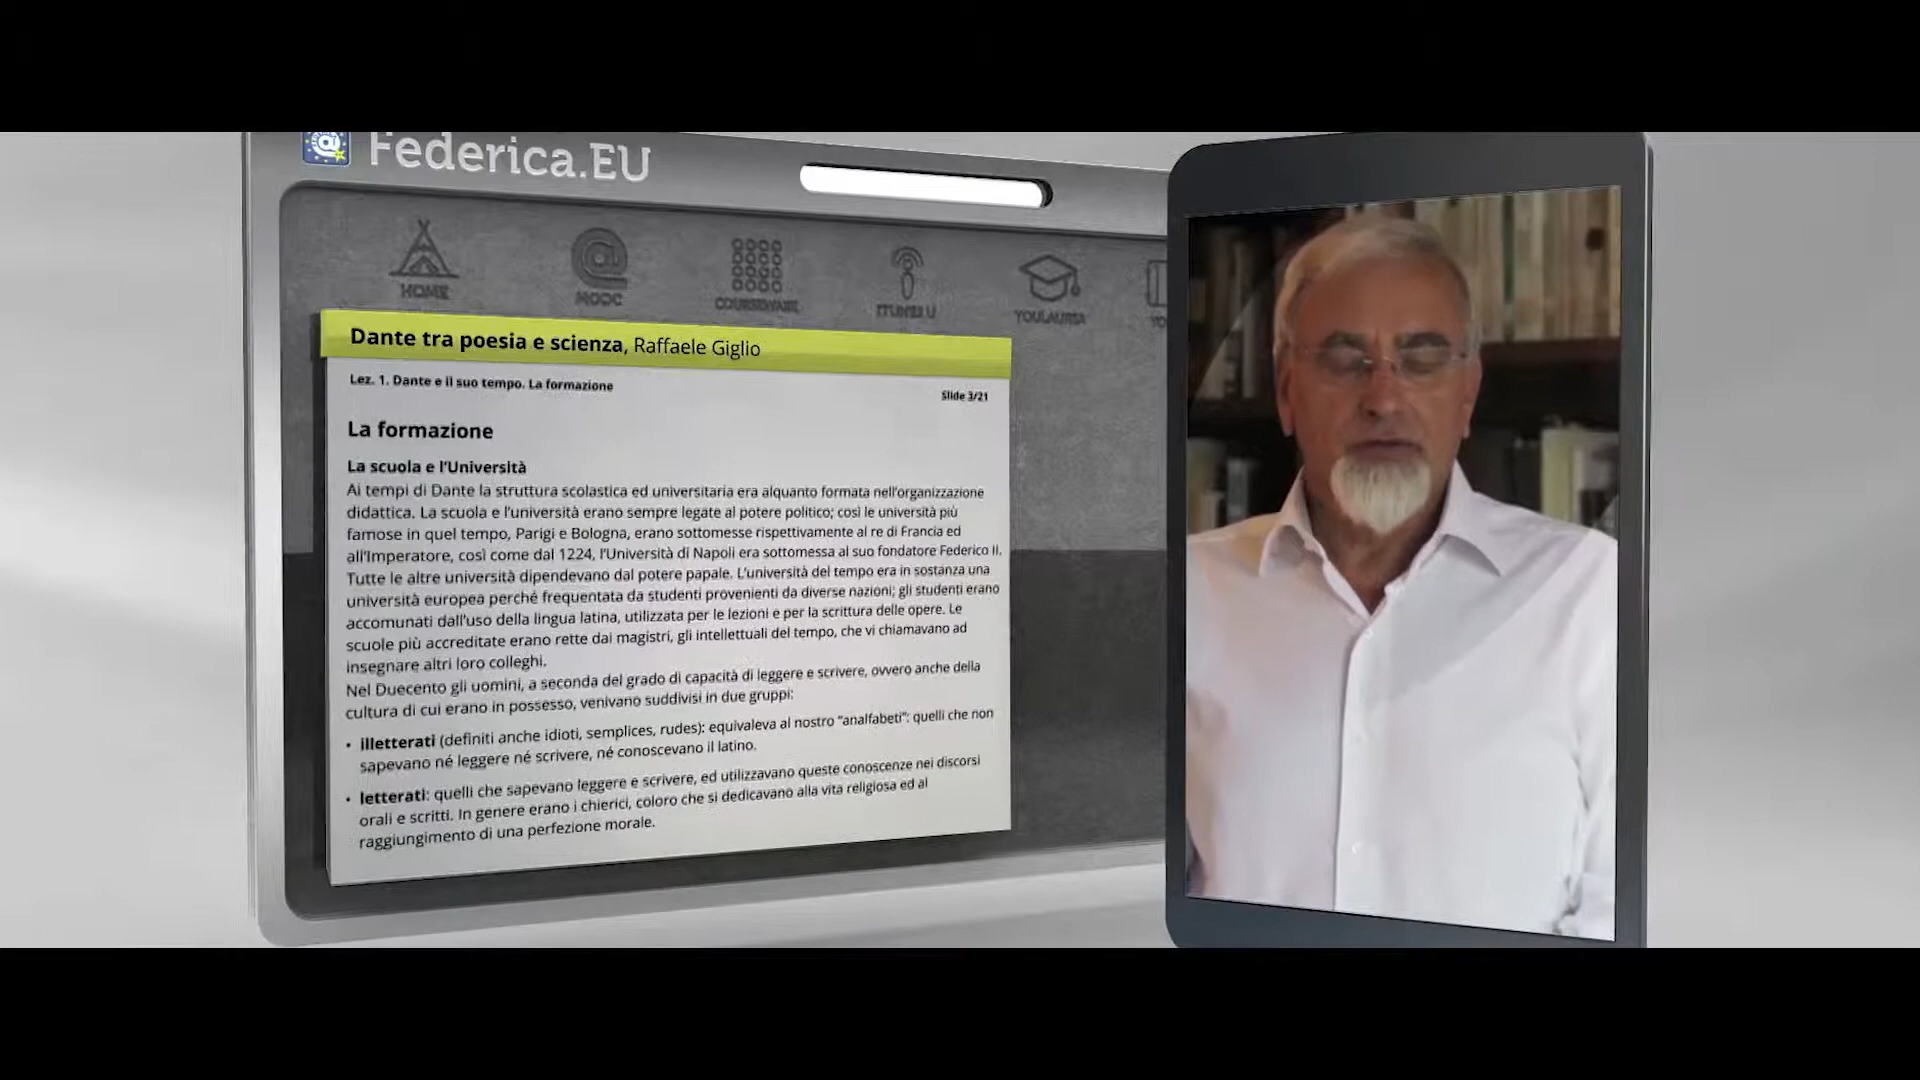 Federica.EU
HOME
MOOC
COURSEWARE
ITUNES U
YOULAUREA
Dante tra poesia e scienza, Raffaele Giglio
Lez. 1. Dante e il suo tempo. La formazione
Slide 3/21
La formazione
La scuola e l'Università
Ai tempi di Dante la struttura scolastica ed universitaria era alquanto formata nell'organizzazione
didattica. La scuola e l'università erano sempre legate al potere politico; così le università più
famose in quel tempo, Parigi e Bologna, erano sottomesse rispettivamente al re di Francia ed
all'Imperatore, così come dal 1224, l'Università di Napoli era sottomessa al suo fondatore Federico II.
Tutte le altre università dipendevano dal potere papale. L'università del tempo era in sostanza una
università europea perché frequentata da studenti provenienti da diverse nazioni; gli studenti erano
accomunati dall'uso della lingua latina, utilizzata per le lezioni e per la scrittura delle opere. Le
scuole più accreditate erano rette dai magistri, gli intellettuali del tempo, che vi chiamavano ad
insegnare altri loro colleghi.
Nel Duecento gli uomini, a seconda del grado di capacità di leggere e scrivere, ovvero anche della
cultura di cui erano in possesso, venivano suddivisi in due gruppi:
• illetterati (definiti anche idioti, semplices, rudes): equivaleva al nostro “analfabeti”: quelli che non
sapevano né leggere né scrivere, né conoscevano il latino.
• letterati: quelli che sapevano leggere e scrivere, ed utilizzavano queste conoscenze nei discorsi
orali e scritti. In genere erano i chierici, coloro che si dedicavano alla vita religiosa ed al
raggiungimento di una perfezione morale.